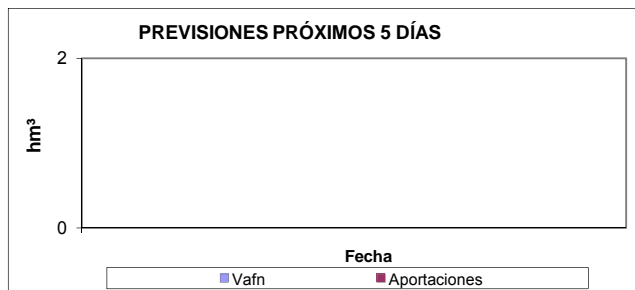 PREVISIONES PRÓXIMOS 5 DÍAS
2
hm³
0
Fecha
Vafn Aportaciones